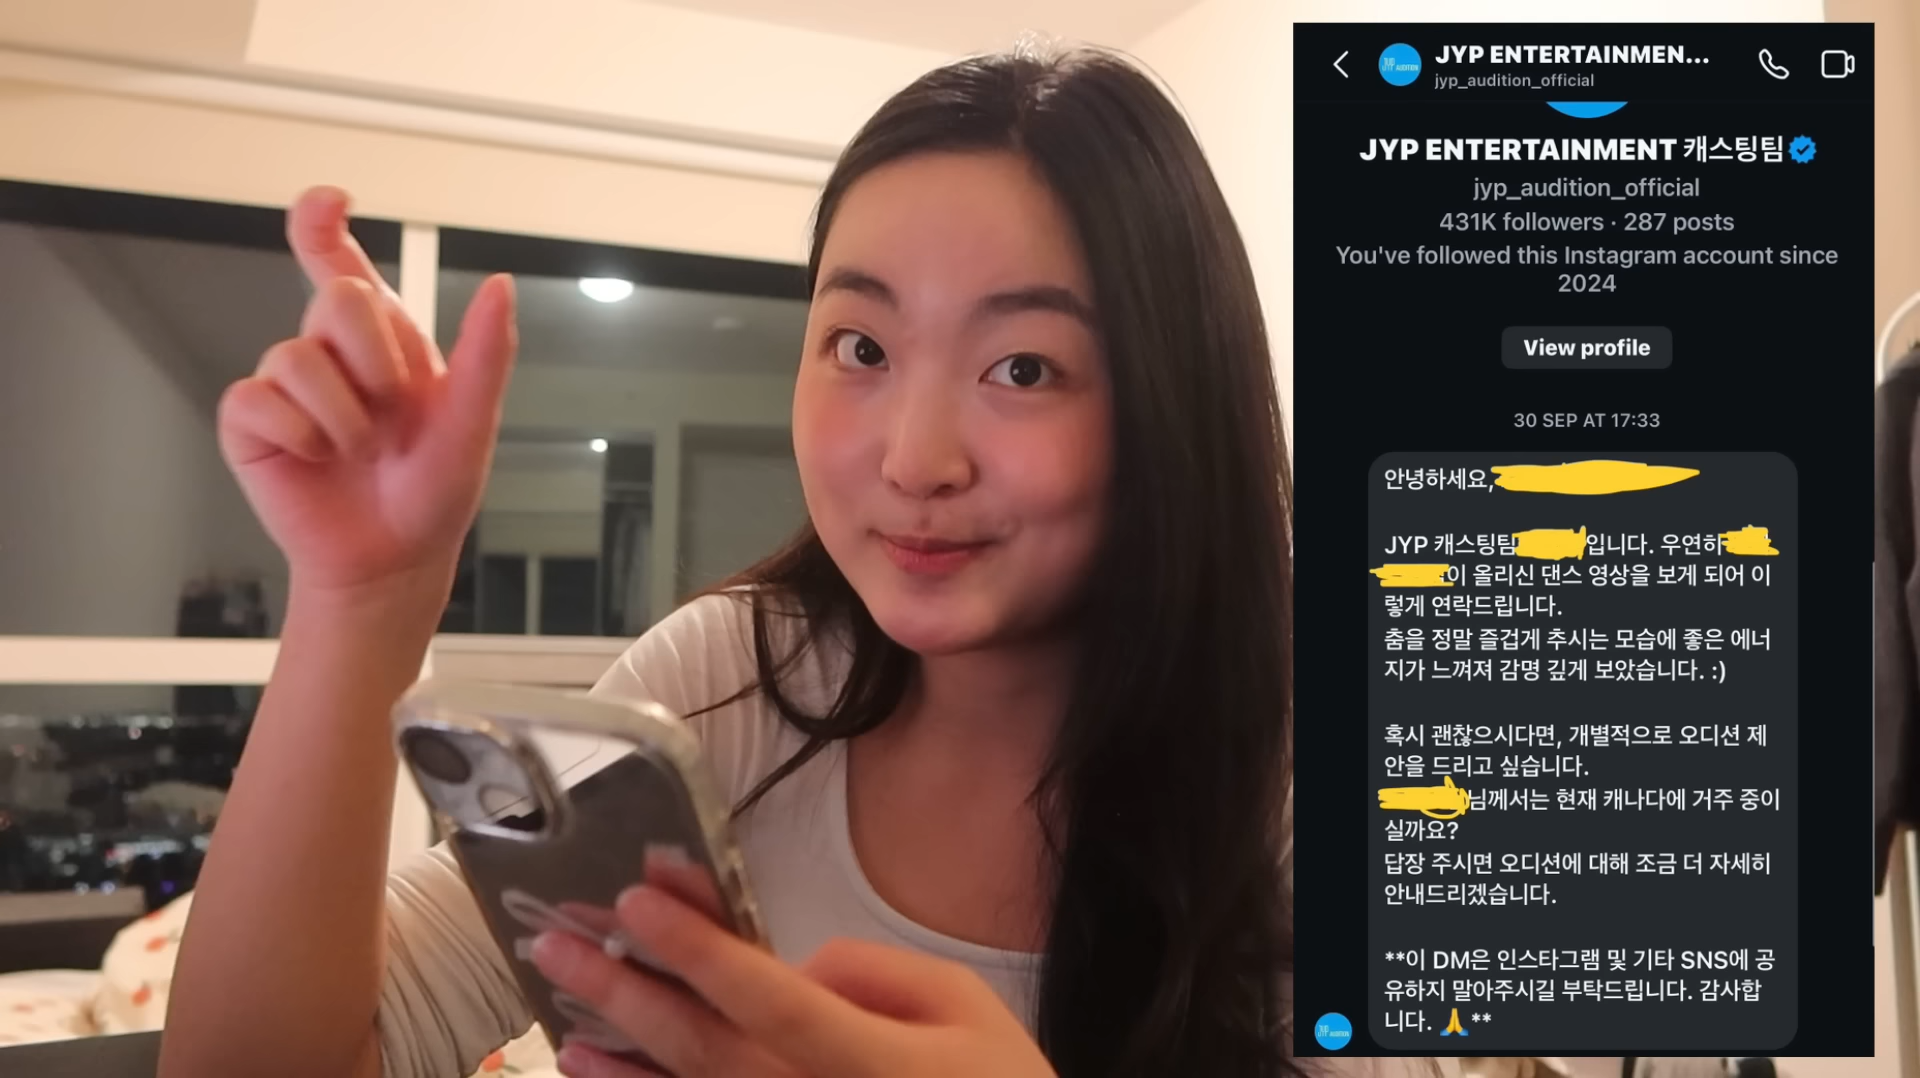 JYP ENTERTAINMEN...
jyp_audition_official
JYP ENTERTAINMENT 캐스팅팀
jyp_audition_official
431K followers · 287 posts
You've followed this Instagram account since
2024
View profile
30 SEP AT 17:33
안녕하세요,
JYP 캐스팅팀 입니다. 우연히
이 올리신 댄스 영상을 보게 되어 이
렇게 연락드립니다.
춤을 정말 즐겁게 추시는 모습에 좋은 에너
지가 느껴져 감명 깊게 보았습니다. :)
혹시 괜찮으시다면, 개별적으로 오디션 제
안을 드리고 싶습니다.
님께서는 현재 캐나다에 거주 중이
실까요?
답장 주시면 오디션에 대해 조금 더 자세히
안내드리겠습니다.
**이 DM은 인스타그램 및 기타 SNS에 공
유하지 말아주시길 부탁드립니다. 감사합
니다. 🙏**